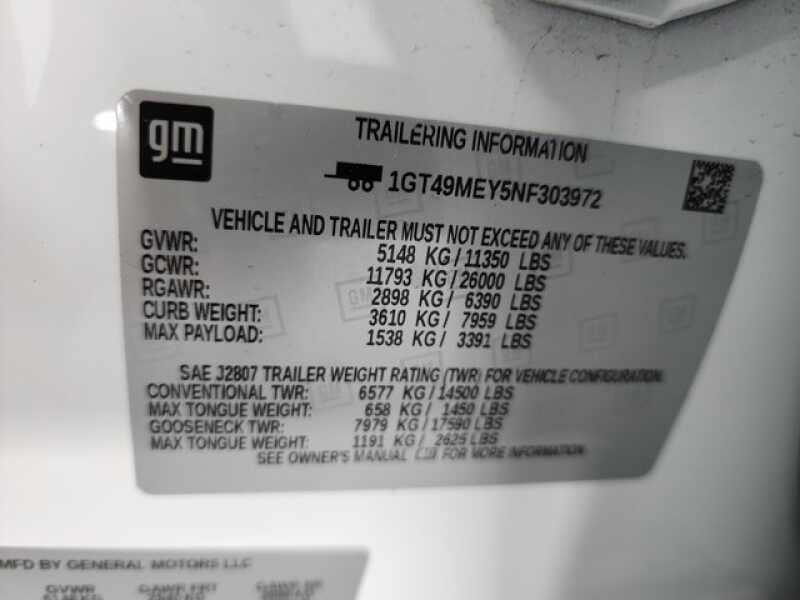 gm
TRAILERING INFORMATION
1GT49MEY5NF303972
VEHICLE AND TRAILER MUST NOT EXCEED ANY OF THESE VALUES.
GVWR: 5148 KG/11350 LBS
GCWR: 11793 KG/26000 LBS
RGAWR: 2898 KG/ 6390 LBS
CURB WEIGHT: 3610 KG/ 7959 LBS
MAX PAYLOAD: 1538 KG/ 3391 LBS
SAE J2807 TRAILER WEIGHT RATING (TWR) FOR VEHICLE CONFIGURATION.
CONVENTIONAL TWR: 6577 KG/14500 LBS
MAX TONGUE WEIGHT: 658 KG/ 1450 LBS
GOOSENECK TWR: 7979 KG/17590 LBS
MAX TONGUE WEIGHT: 1191 KG/ 2625 LBS
SEE OWNER'S MANUAL FOR MORE INFORMATION.
MFD BY GENERAL MOTORS LLC
GVWR GAWR FRT GAWR RR